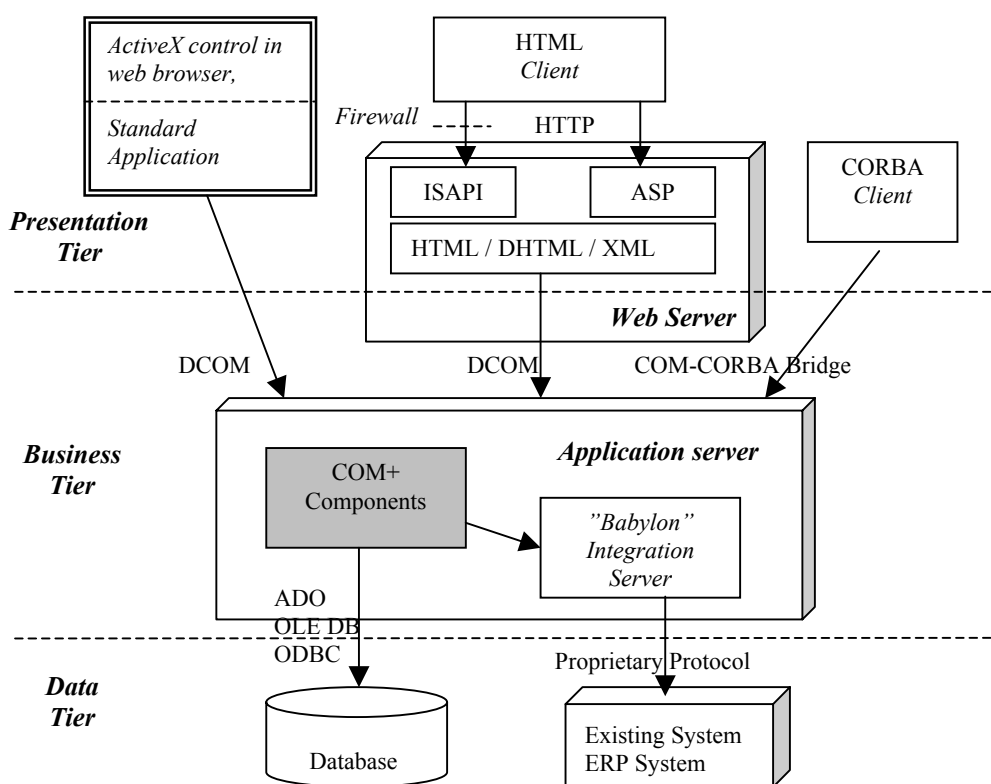 ActiveX control in
web browser,
Standard
Application
HTML
Client
Firewall
HTTP
ISAPI
ASP
HTML / DHTML / XML
CORBA
Client
Presentation
Tier
Web Server
DCOM
DCOM
COM-CORBA Bridge
Business
Tier
Application server
COM+
Components
”Babylon”
Integration
Server
ADO
OLE DB
ODBC
Proprietary Protocol
Data
Tier
Database
Existing System
ERP System